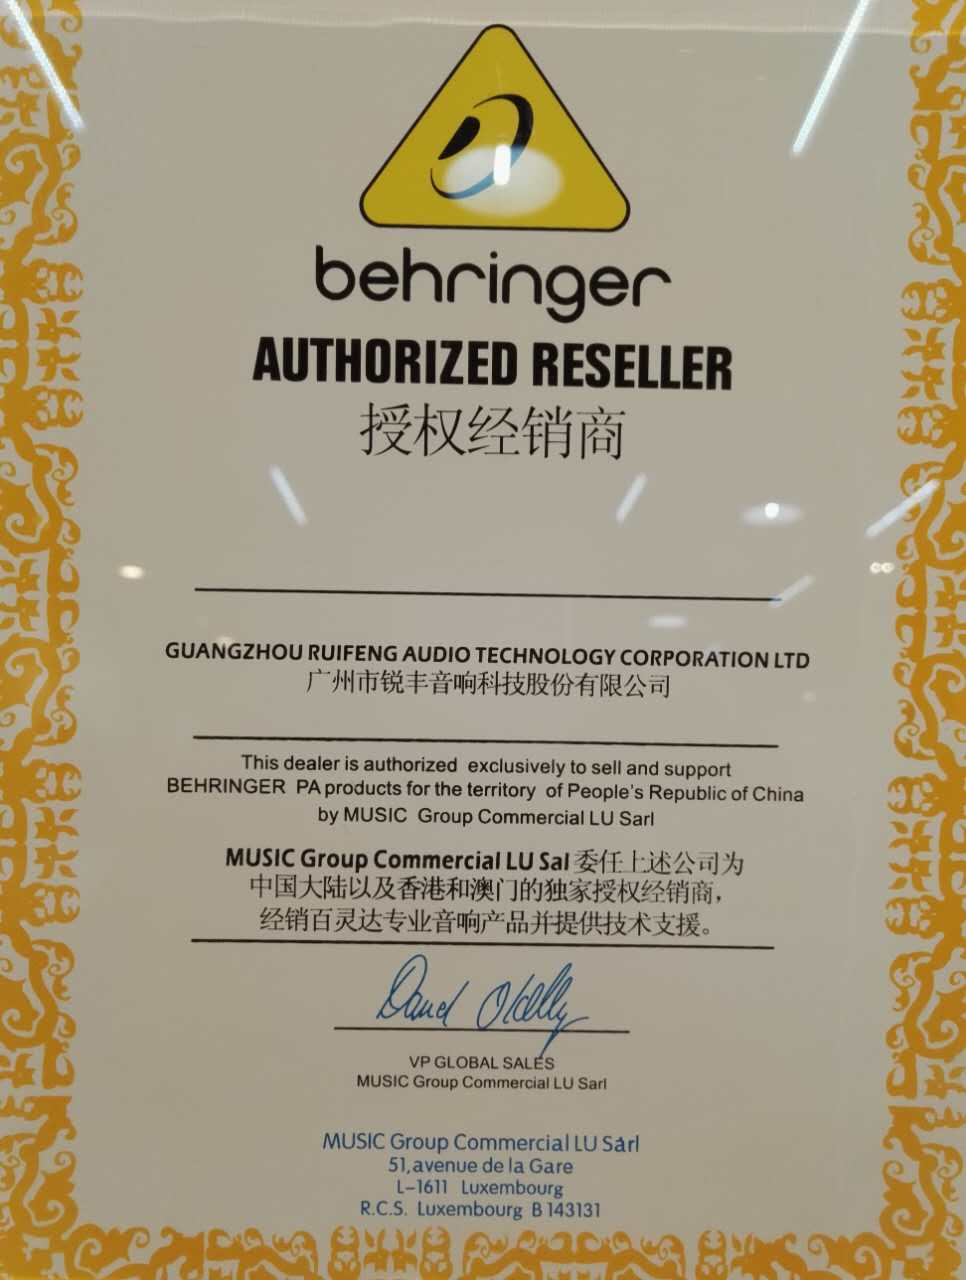 behringer
AUTHORIZED RESELLER
授权经销商
GUANGZHOU RUIFENG AUDIO TECHNOLOGY CORPORATION LTD
广州市锐丰音响科技股份有限公司
This dealer is authorized exclusively to sell and support
BEHRINGER PA products for the territory of People's Republic of China
by MUSIC Group Commercial LU Sarl
MUSIC Group Commercial LU Sal 委任上述公司为
中国大陆以及香港和澳门的独家授权经销商，
经销百灵达专业音响产品并提供技术支援。
VP GLOBAL SALES
MUSIC Group Commercial LU Sarl
MUSIC Group Commercial LU Sàrl
51, avenue de la Gare
L-1611 Luxembourg
R.C.S. Luxembourg B 143131